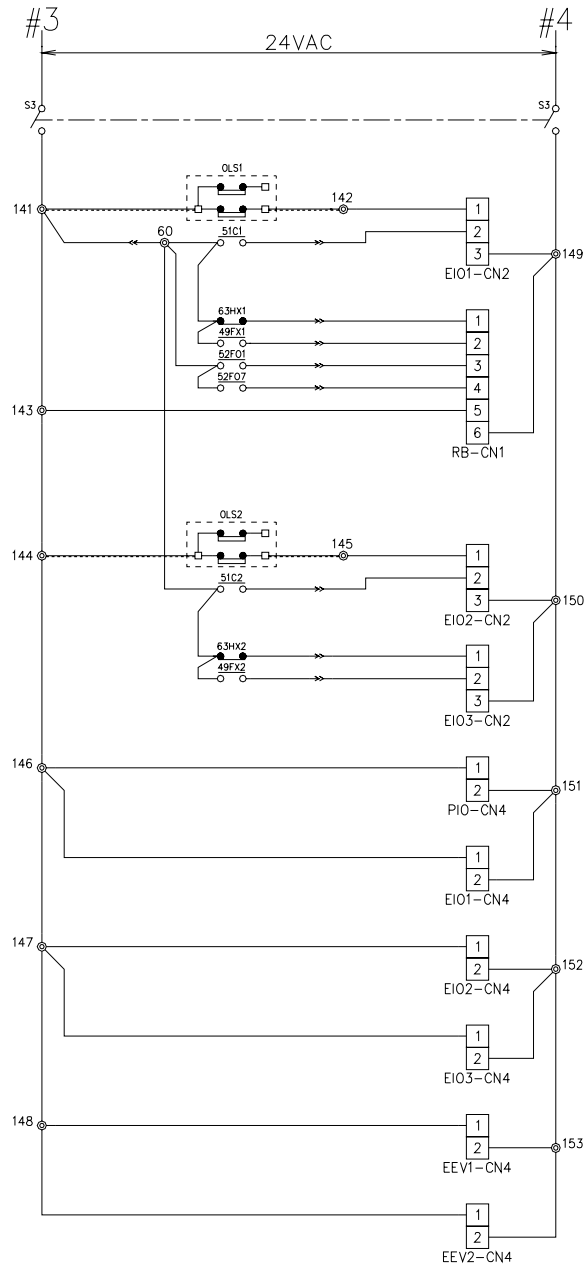 #3
#4
24VAC
S3
S3
OLS1
141
142
1
60
51C1
2
3
149
EIO1-CN2
63HX1
1
49FX1
2
52FO1
3
52FO7
4
143
5
6
RB-CN1
OLS2
144
145
1
51C2
2
3
150
EIO2-CN2
63HX2
1
49FX2
2
3
EIO3-CN2
146
1
2
151
PIO-CN4
1
2
EIO1-CN4
147
1
2
152
EIO2-CN4
1
2
EIO3-CN4
148
1
2
153
EEV1-CN4
1
2
EEV2-CN4